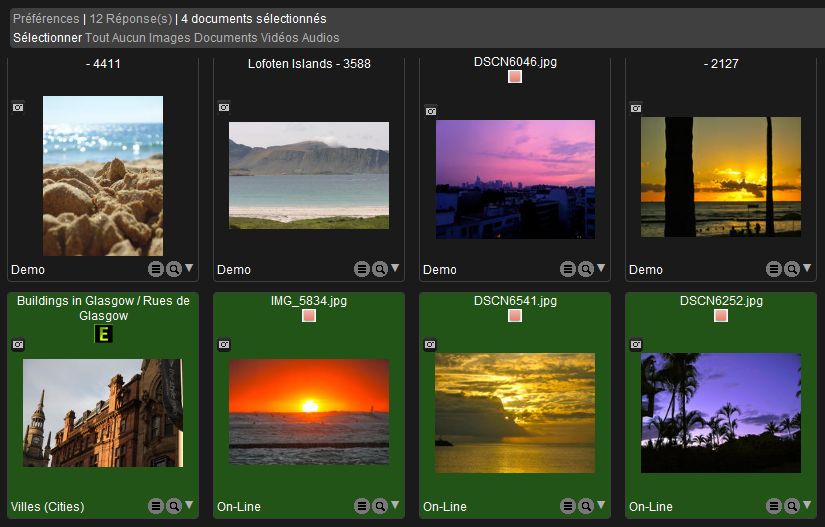 Préférences | 12 Réponse(s) | 4 documents sélectionnés
Sélectionner Tout Aucun Images Documents Vidéos Audios
- 4411
Lofoten Islands - 3588
DSCN6046.jpg
- 2127
Demo
Demo
Demo
Demo
Buildings in Glasgow / Rues de
Glasgow
E
IMG_5834.jpg
DSCN6541.jpg
DSCN6252.jpg
Villes (Cities)
On-Line
On-Line
On-Line